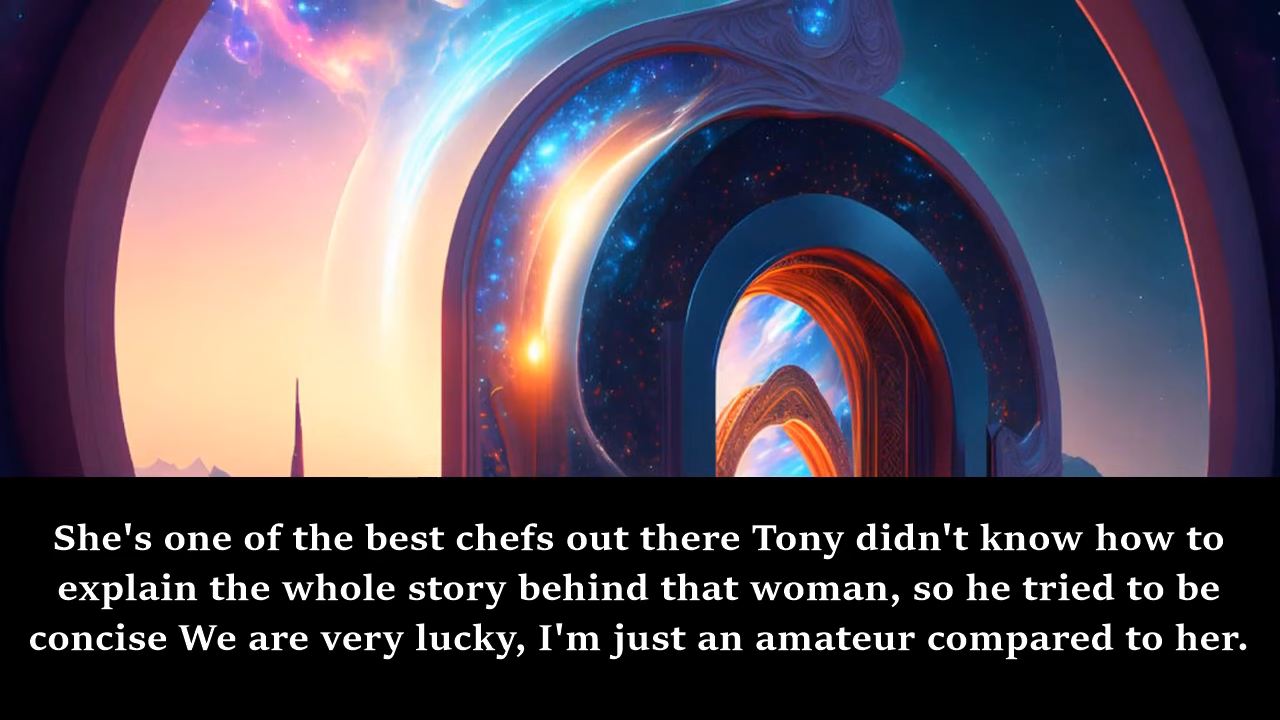 She's one of the best chefs out there Tony didn't know how to
explain the whole story behind that woman, so he tried to be
concise We are very lucky, I'm just an amateur compared to her.